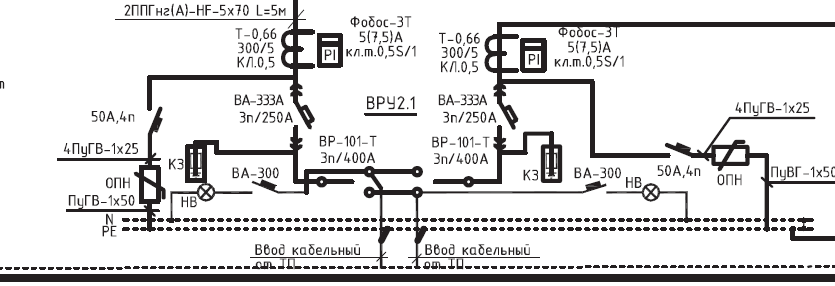 2ППГнг(А)-HF-5х70 L=5м
Т-0,66
300/5
КЛ.0,5
PI
Фобос-3Т
5(7,5)А
кл.т.0,5S/1
Т-0,66
300/5
КЛ.0,5
PI
Фобос-3Т
5(7,5)А
кл.т.0,5S/1
ВА-333А
3п/250А
ВРУ2.1
ВА-333А
3п/250А
50А,4п
4ПуГВ-1х25
4ПуГВ-1х25
КЗ
ВР-101-Т
3п/400А
ВР-101-Т
3п/400А
КЗ
ОПН
ВА-300
НВ
ВА-300
НВ
50А,4п
ОПН
ПуГВ-1х50
ПуВГ-1х50
N
PE
Ввод кабельный
от ТП
Ввод кабельный
от ТП